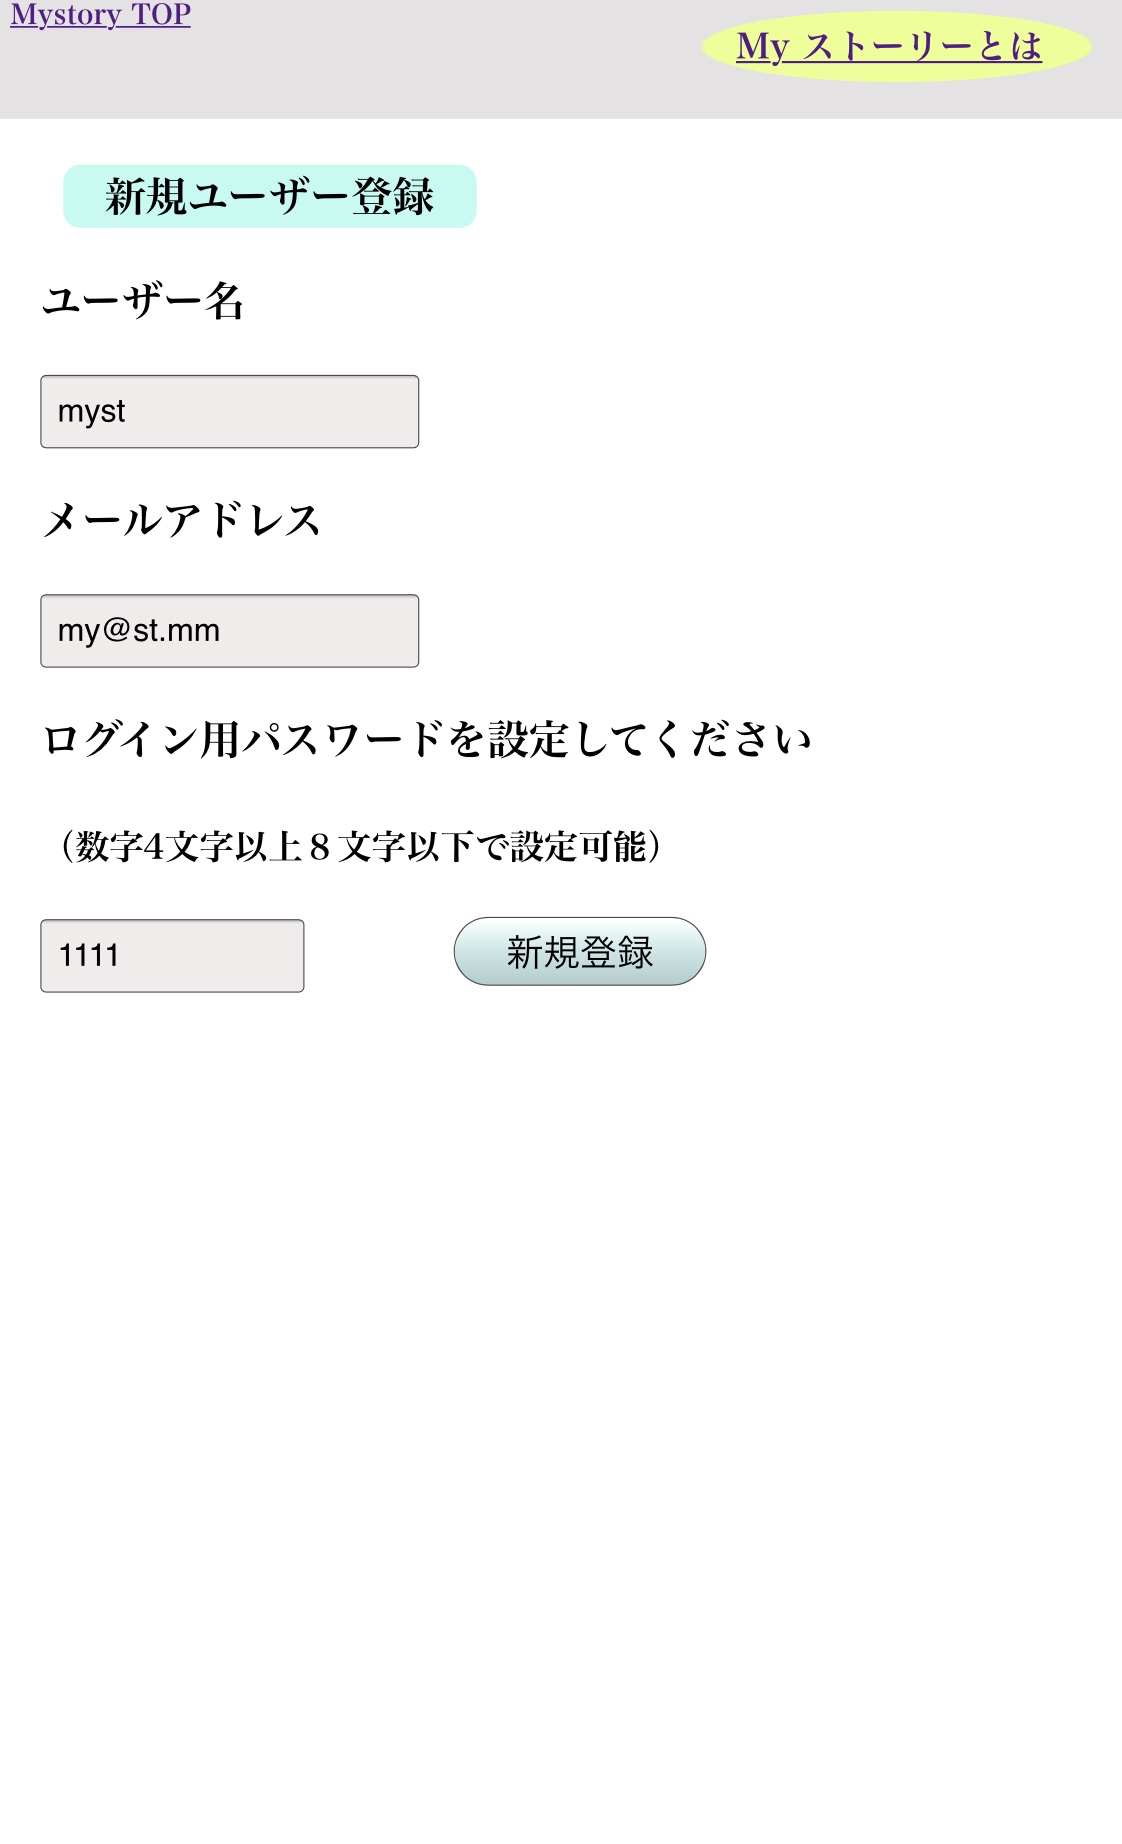 Mystory TOP
My ストーリーとは
新規ユーザー登録
ユーザー名
myst
メールアドレス
my@st.mm
ログイン用パスワードを設定してください
（数字4文字以上８文字以下で設定可能）
1111
新規登録